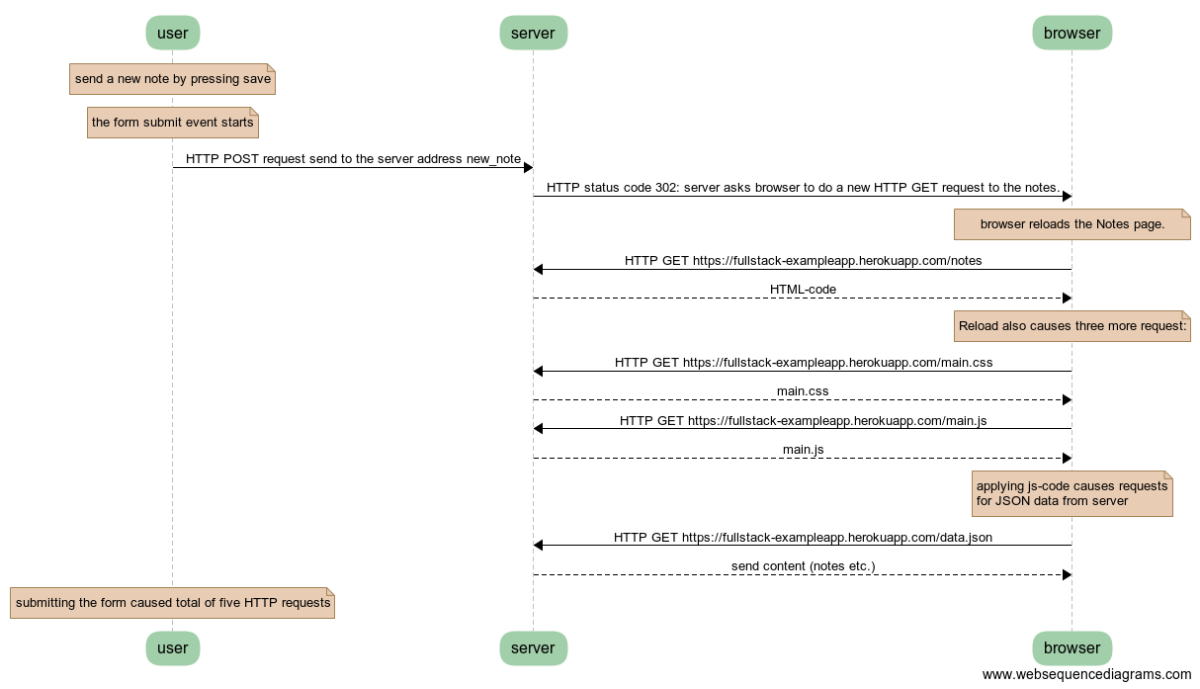 user
server
browser
send a new note by pressing save
the form submit event starts
HTTP POST request send to the server address new_note
HTTP status code 302: server asks browser to do a new HTTP GET request to the notes.
browser reloads the Notes page.
HTTP GET https://fullstack-exampleapp.herokuapp.com/notes
HTML-code
Reload also causes three more request:
HTTP GET https://fullstack-exampleapp.herokuapp.com/main.css
main.css
HTTP GET https://fullstack-exampleapp.herokuapp.com/main.js
main.js
applying js-code causes requests
for JSON data from server
HTTP GET https://fullstack-exampleapp.herokuapp.com/data.json
send content (notes etc.)
submitting the form caused total of five HTTP requests
user
server
browser
www.websequencediagrams.com